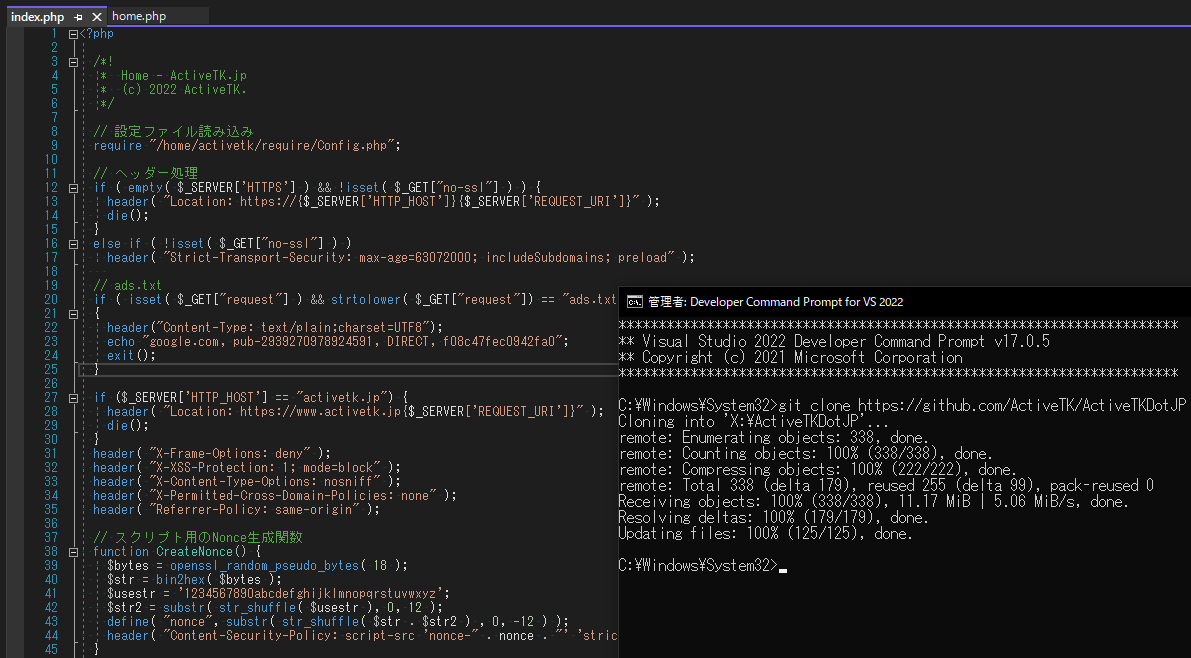 index.php
home.php
1 <?php
2
3 /*!
4 * Home - ActiveTK.jp
5 * (c) 2022 ActiveTK.
6 */
7
8 // 設定ファイル読み込み
9 require "/home/activetk/require/Config.php";
10
11 // ヘッダー処理
12 if ( empty( $_SERVER['HTTPS'] ) && !isset( $_GET["no-ssl"] ) ) {
13 header( "Location: https://{$_SERVER['HTTP_HOST']}{$_SERVER['REQUEST_URI']}" );
14 die();
15 }
16 else if ( !isset( $_GET["no-ssl"] ) )
17 header( "Strict-Transport-Security: max-age=63072000; includeSubdomains; preload" );
18
19 // ads.txt
20 if ( isset( $_GET["request"] ) && strtolower( $_GET["request"]) == "ads.txt
21 {
22 header("Content-Type: text/plain;charset=UTF8");
23 echo "google.com, pub-2939270978924591, DIRECT, f08c47fec0942fa0";
24 exit();
25 }
26
27 if ($_SERVER['HTTP_HOST'] == "activetk.jp") {
28 header( "Location: https://www.activetk.jp{$_SERVER['REQUEST_URI']}" );
29 die();
30 }
31 header( "X-Frame-Options: deny" );
32 header( "X-XSS-Protection: 1; mode=block" );
33 header( "X-Content-Type-Options: nosniff" );
34 header( "X-Permitted-Cross-Domain-Policies: none" );
35 header( "Referrer-Policy: same-origin" );
36
37 // スクリプト用のNonce生成関数
38 function CreateNonce() {
39 $bytes = openssl_random_pseudo_bytes( 18 );
40 $str = bin2hex( $bytes );
41 $usestr = '1234567890abcdefghijklmnopqrstuvwxyz';
42 $str2 = substr( str_shuffle( $usestr ), 0, 12 );
43 define( "nonce", substr( str_shuffle( $str . $str2 ) , 0, -12 ) );
44 header( "Content-Security-Policy: script-src 'nonce-" . nonce . "' 'stric
45 }
管理者: Developer Command Prompt for VS 2022
**********************************************************************
** Visual Studio 2022 Developer Command Prompt v17.0.5
** Copyright (c) 2021 Microsoft Corporation
**********************************************************************
C:¥Windows¥System32>git clone https://github.com/ActiveTK/ActiveTKDotJP
Cloning into 'X:¥ActiveTKDotJP'...
remote: Enumerating objects: 338, done.
remote: Counting objects: 100% (338/338), done.
remote: Compressing objects: 100% (222/222), done.
remote: Total 338 (delta 179), reused 255 (delta 99), pack-reused 0
Receiving objects: 100% (338/338), 11.17 MiB | 5.06 MiB/s, done.
Resolving deltas: 100% (179/179), done.
Updating files: 100% (125/125), done.
C:¥Windows¥System32>